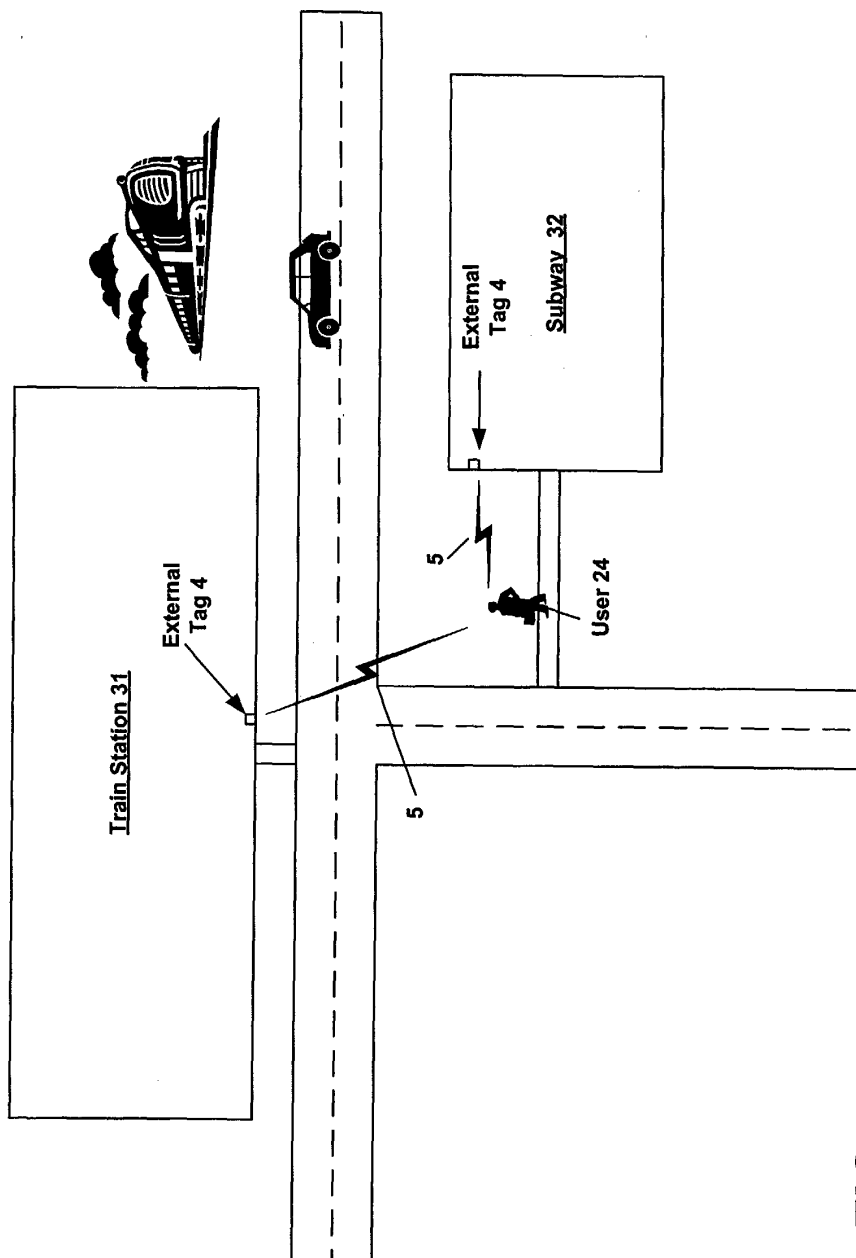 Train Station 31
External
Tag 4
5
5
User 24
External
Tag 4
Subway 32